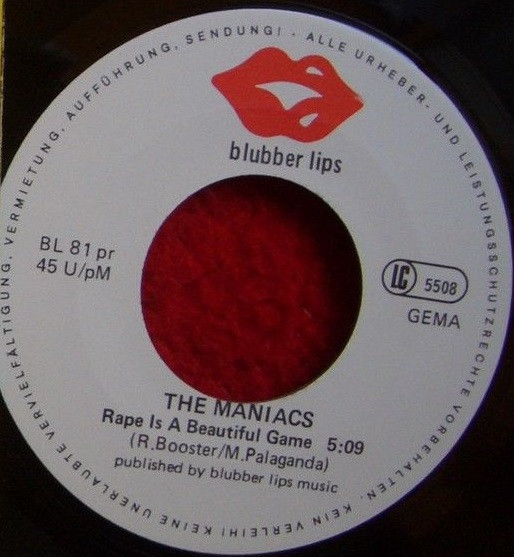 ALLE URHEBER- UND LEISTUNGSSCHUTZRECHTE VORBEHALTEN. KEIN VERLEIH! KEINE UNERLAUBTE VERVIELFÄLTIGUNG, VERMIETUNG, AUFFÜHRUNG, SENDUNG! ·
blubber lips
BL 81 pr
45 U/pM
LC 5508
GEMA
THE MANIACS
Rape Is A Beautiful Game 5:09
(R.Booster/M.Palaganda)
published by blubber lips music